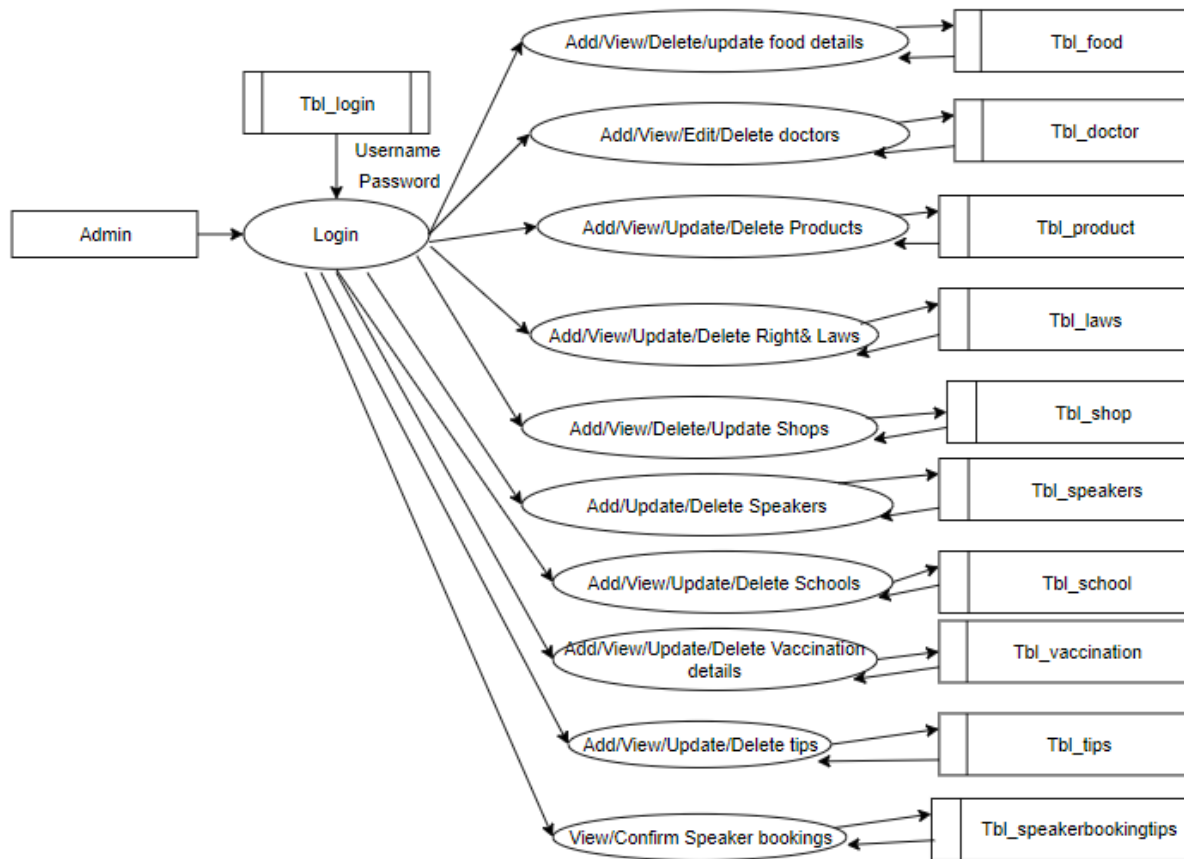 Add/View/Delete/update food details
Tbl_food
Tbl_login
Username
Password
Add/View/Edit/Delete doctors
Tbl_doctor
Admin
Login
Add/View/Update/Delete Products
Tbl_product
Add/View/Update/Delete Right& Laws
Tbl_laws
Add/View/Delete/Update Shops
Tbl_shop
Add/Update/Delete Speakers
Tbl_speakers
Add/View/Update/Delete Schools
Tbl_school
Add/View/Update/Delete Vaccination
details
Tbl_vaccination
Add/View/Update/Delete tips
Tbl_tips
View/Confirm Speaker bookings
Tbl_speakerbookingtips